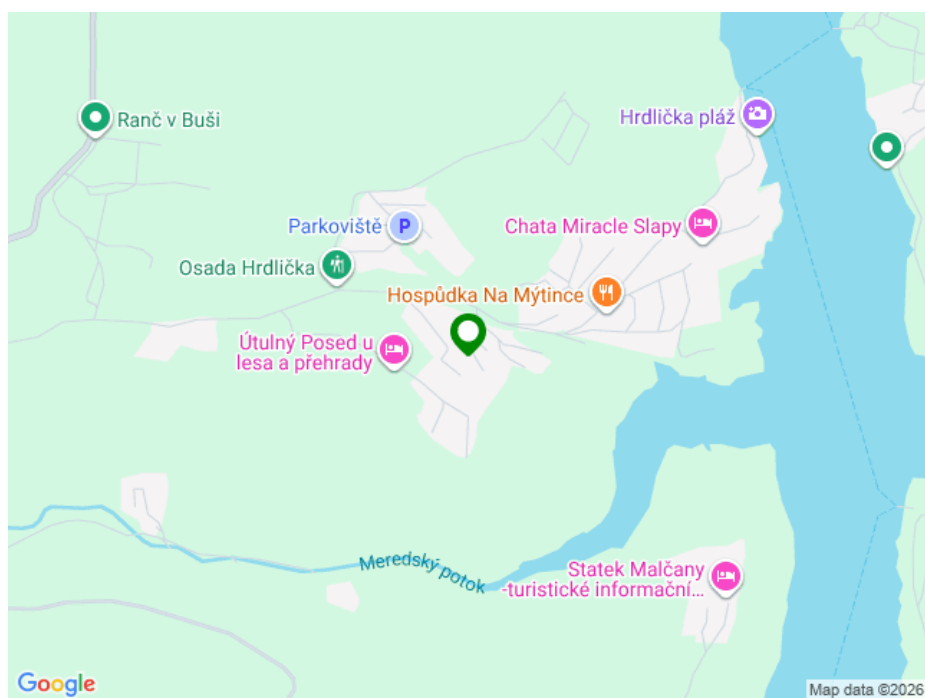 Hrdlička pláž
Ranč v Buši
Parkoviště
P
Chata Miracle Slapy
Osada Hrdlička
Hospůdka Na Mýtince
Útulný Posed u
lesa a přehrady
Meredský potok
Statek Malčany
-turistické informační...
Google
Map data ©2026